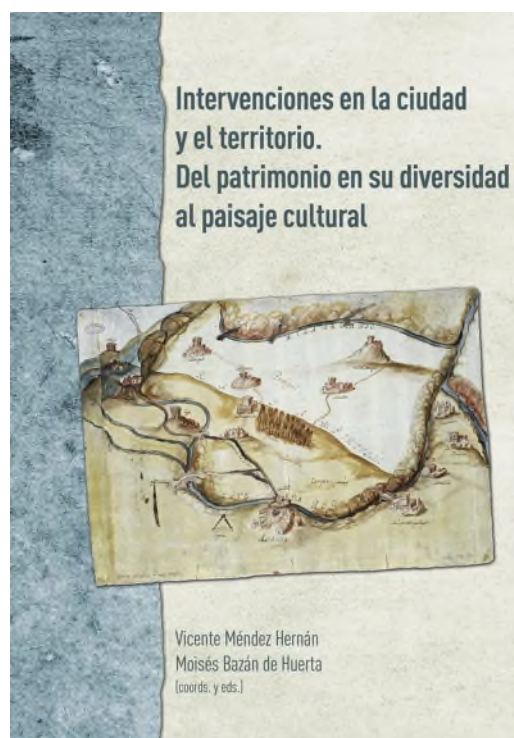 Intervenciones en la ciudad
y el territorio.
Del patrimonio en su diversidad
al paisaje cultural
Vicente Méndez Hernán
Moisés Bazán de Huerta
(coords. y eds.)